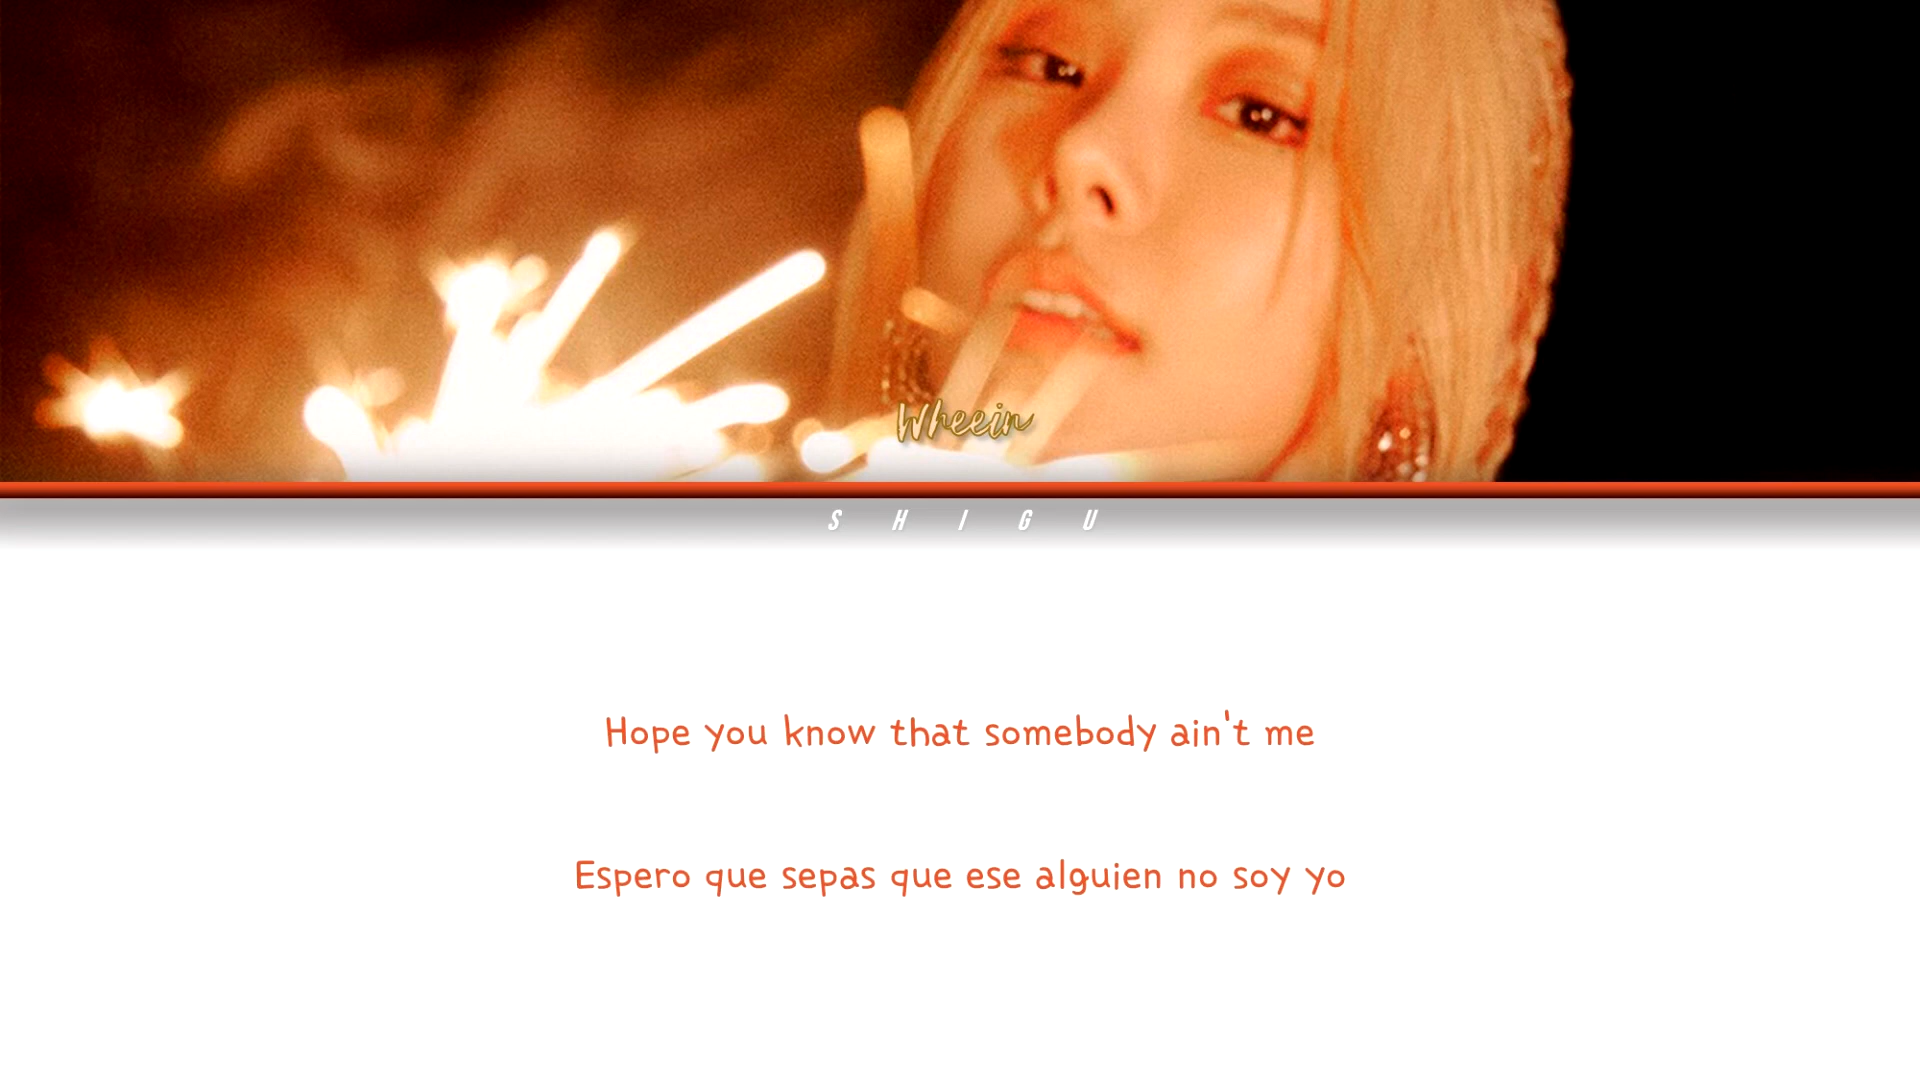 Wheein
S H I G U
Hope you know that somebody ain't me
Espero que sepas que ese alguien no soy yo